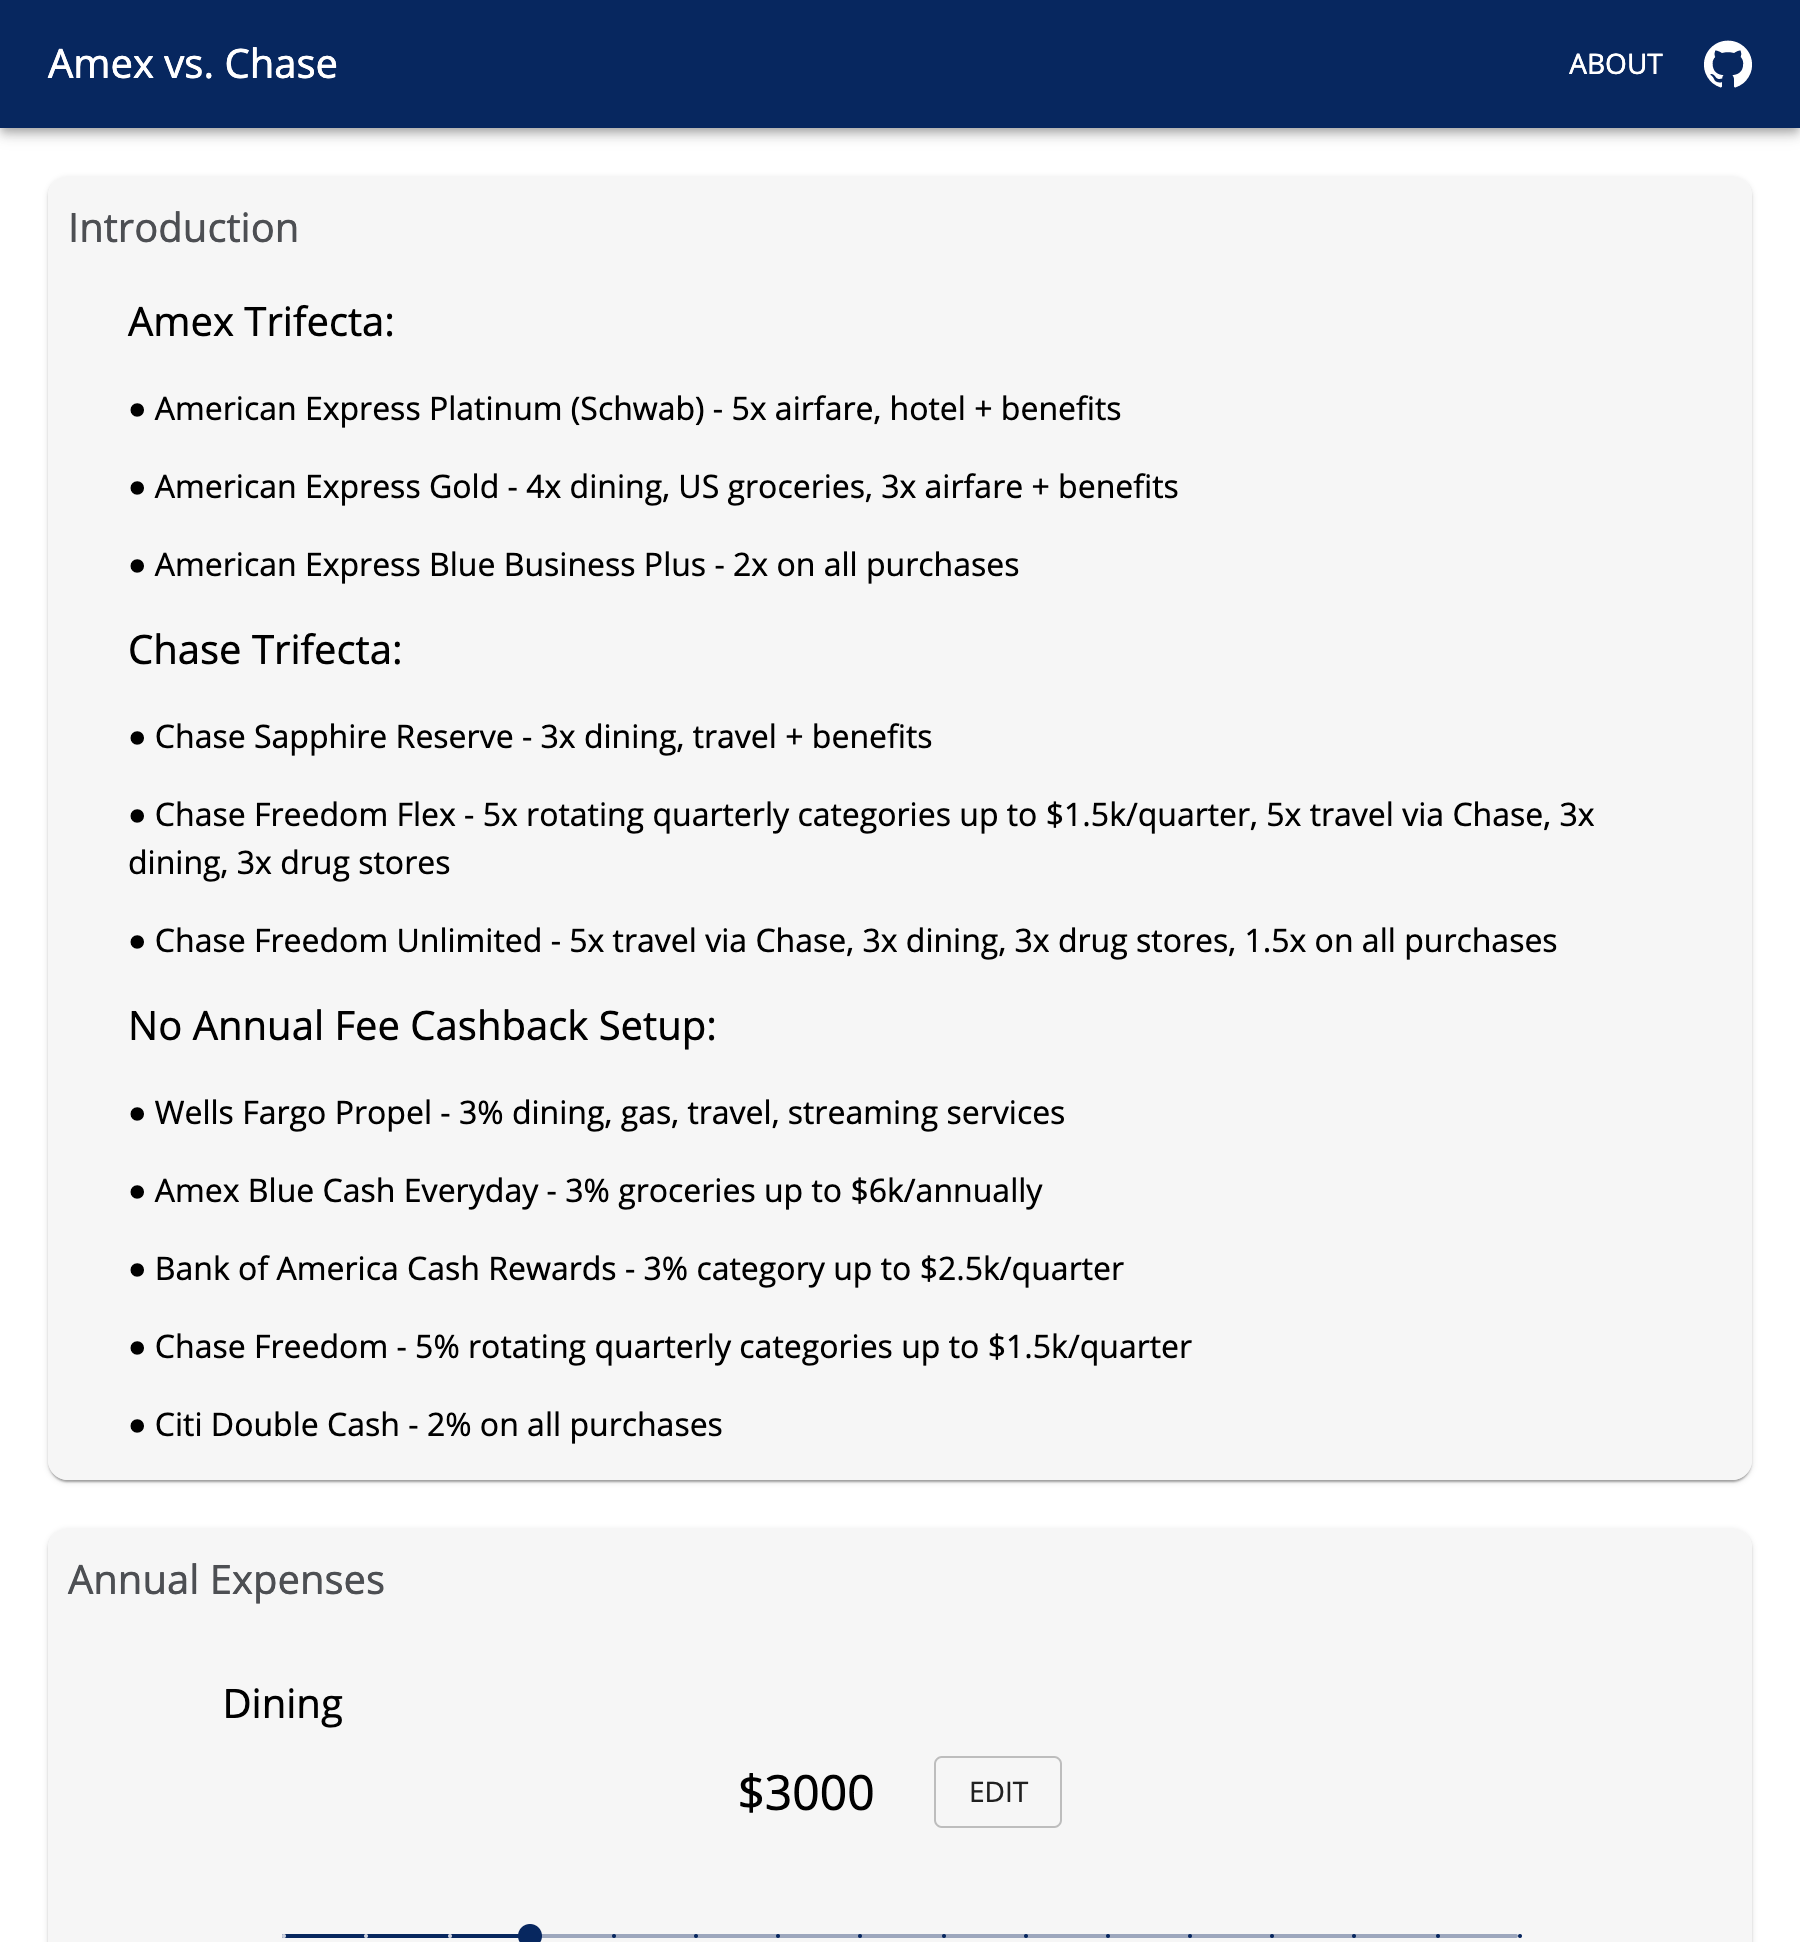 Amex vs. Chase
ABOUT
Introduction
Amex Trifecta:
● American Express Platinum (Schwab) - 5x airfare, hotel + benefits
● American Express Gold - 4x dining, US groceries, 3x airfare + benefits
● American Express Blue Business Plus - 2x on all purchases
Chase Trifecta:
● Chase Sapphire Reserve - 3x dining, travel + benefits
● Chase Freedom Flex - 5x rotating quarterly categories up to $1.5k/quarter, 5x travel via Chase, 3x
dining, 3x drug stores
● Chase Freedom Unlimited - 5x travel via Chase, 3x dining, 3x drug stores, 1.5x on all purchases
No Annual Fee Cashback Setup:
● Wells Fargo Propel - 3% dining, gas, travel, streaming services
● Amex Blue Cash Everyday - 3% groceries up to $6k/annually
● Bank of America Cash Rewards - 3% category up to $2.5k/quarter
● Chase Freedom - 5% rotating quarterly categories up to $1.5k/quarter
● Citi Double Cash - 2% on all purchases
Annual Expenses
Dining
$3000
EDIT